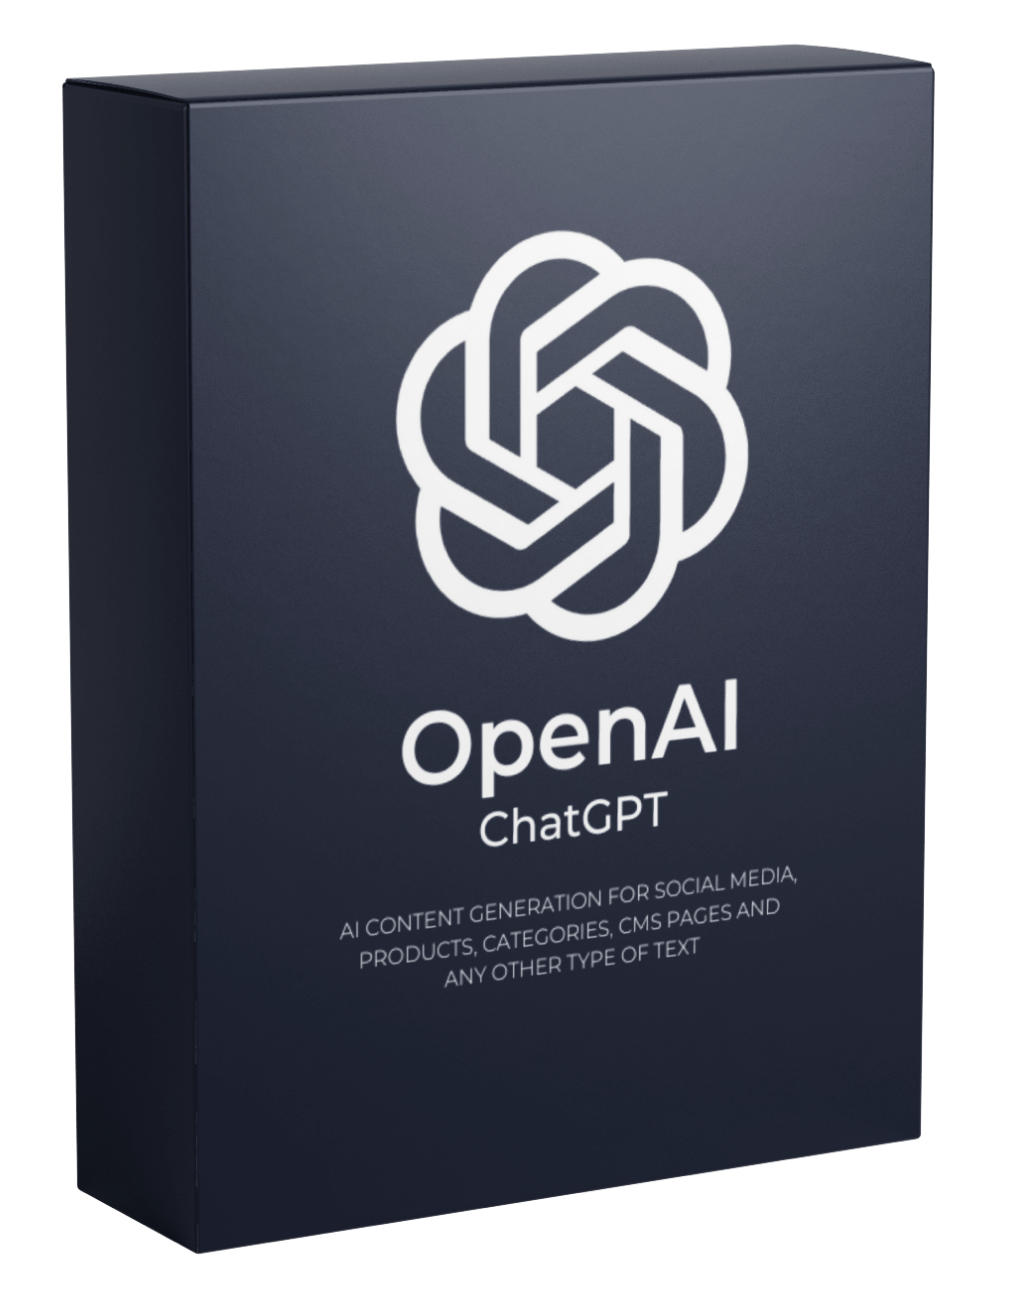 OpenAI
ChatGPT
AI CONTENT GENERATION FOR SOCIAL MEDIA,
PRODUCTS, CATEGORIES, CMS PAGES AND
ANY OTHER TYPE OF TEXT